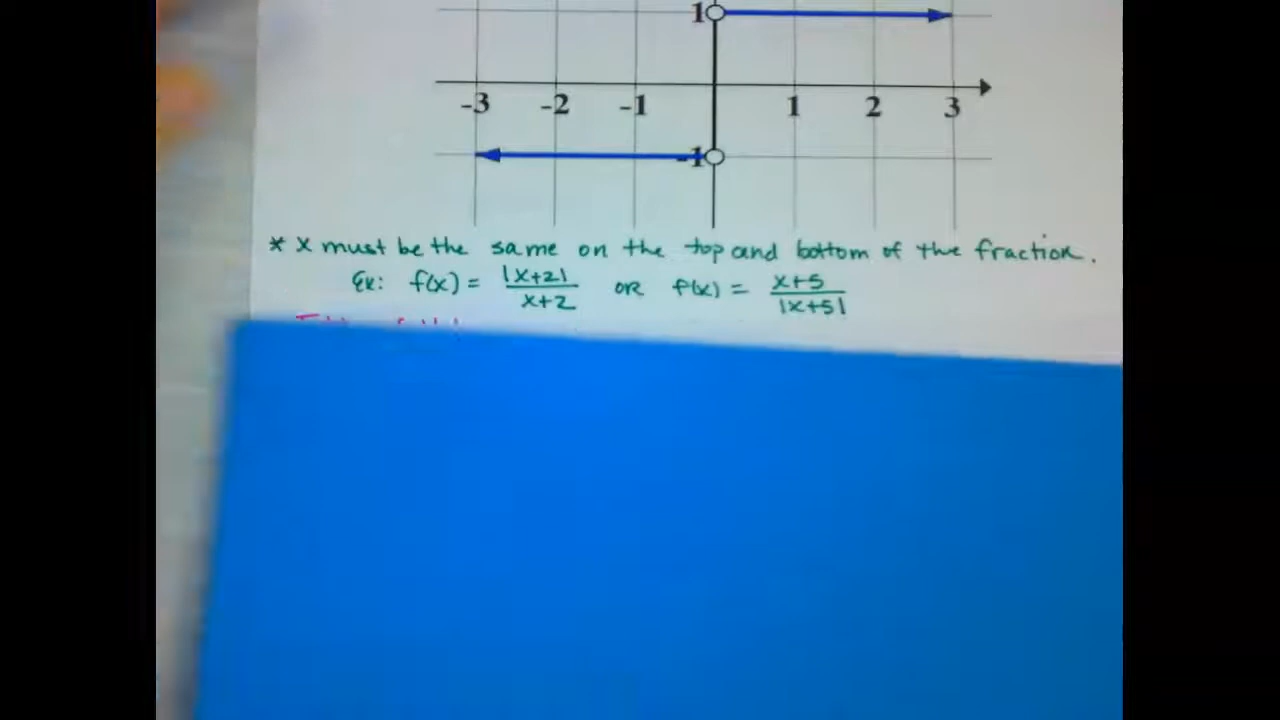 1
-3 -2 -1 1 2 3
-1
* x must be the same on the top and bottom of the fraction.
Ex: f(x) = |x+2| / x+2 OR f(x) = x+5 / |x+5|